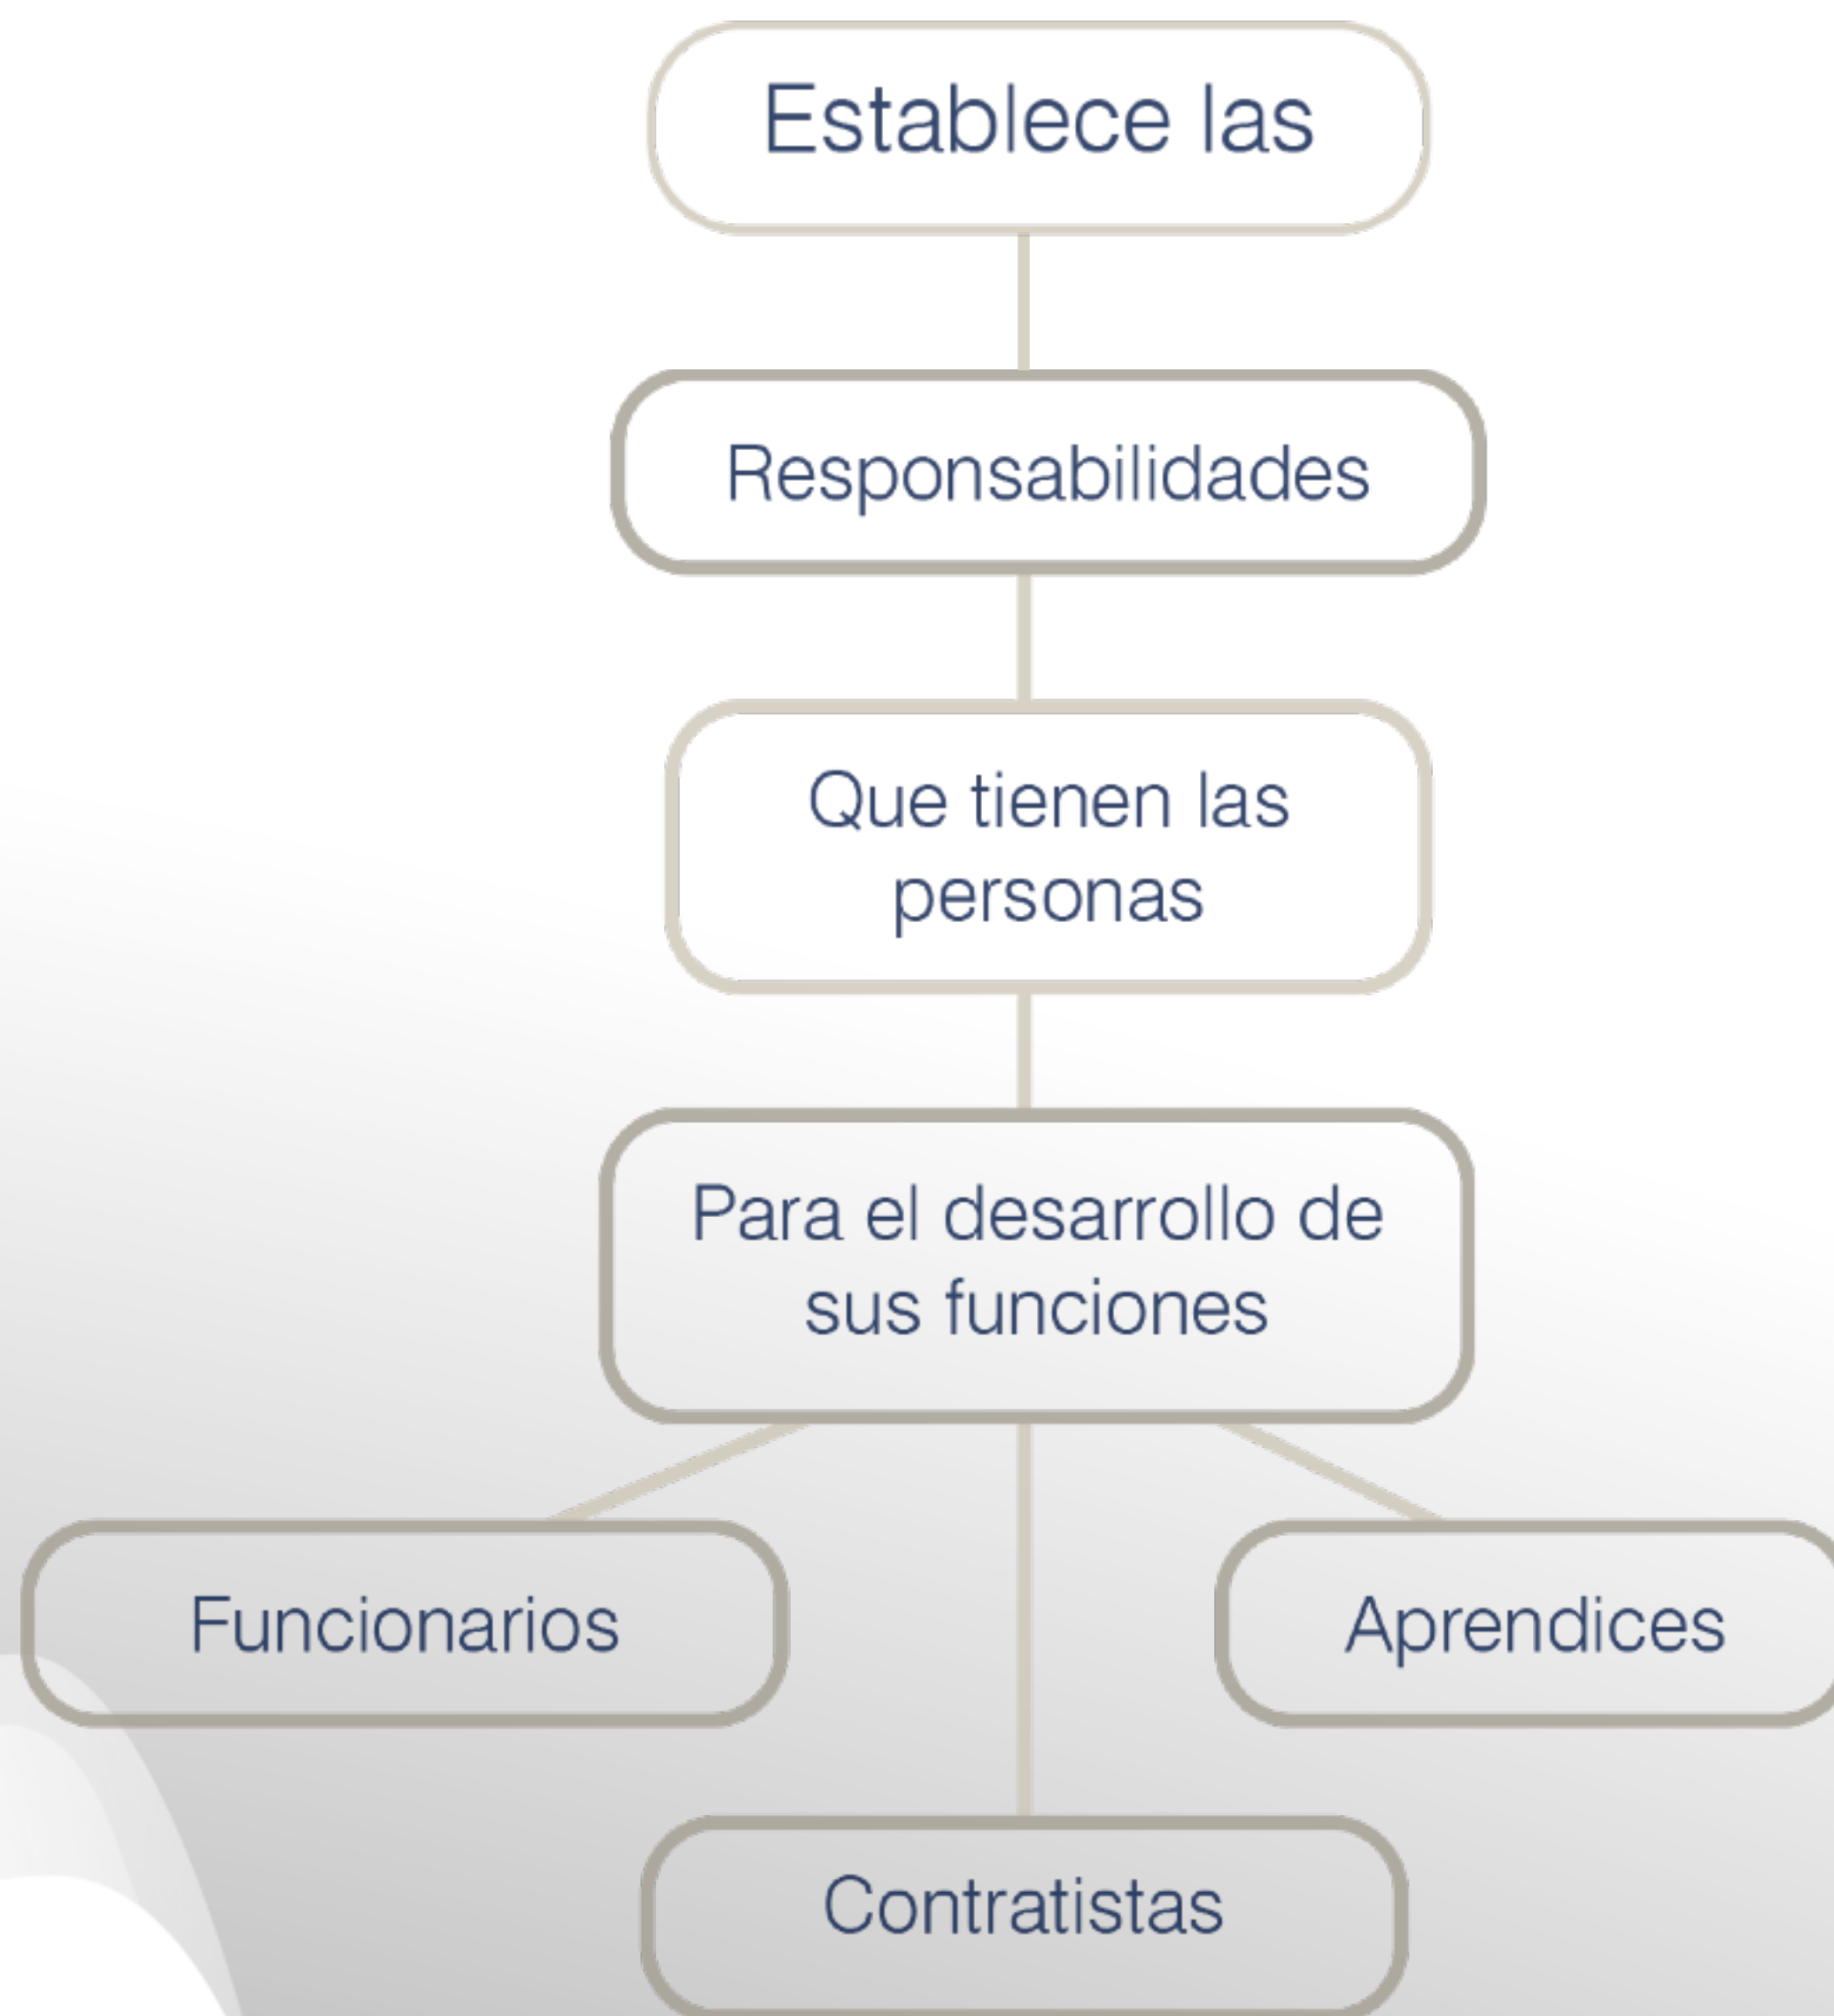 Establece las
Responsabilidades
Que tienen las
personas
Para el desarrollo de
sus funciones
Funcionarios
Aprendices
Contratistas